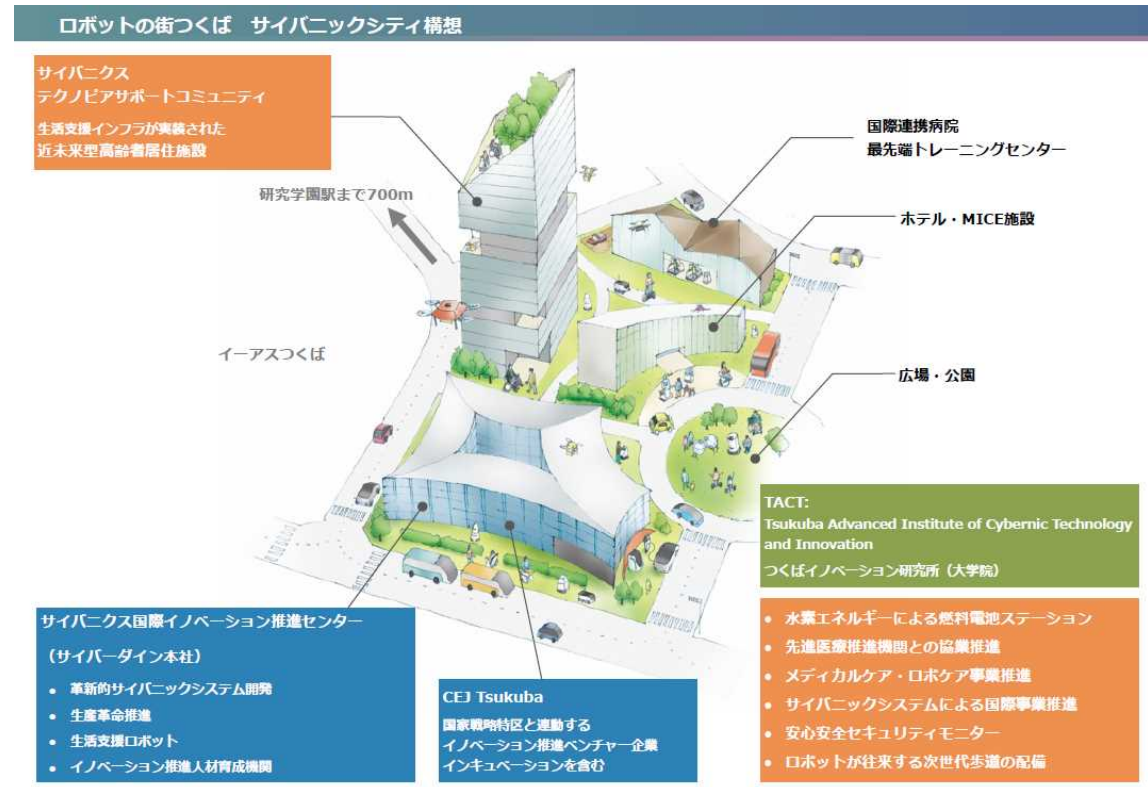 ロボットの街つくば　サイバニックシティ構想
サイバニクス
テクノピアサポートコミュニティ
生活支援インフラが実装された
近未来型高齢者居住施設
研究学園駅まで700m
イーアスつくば
国際連携病院
最先端トレーニングセンター
ホテル・MICE施設
広場・公園
TACT:
Tsukuba Advanced Institute of Cybernic Technology
and Innovation
つくばイノベーション研究所（大学院）
サイバニクス国際イノベーション推進センター
（サイバーダイン本社）
• 革新的サイバニックシステム開発
• 生産革命推進
• 生活支援ロボット
• イノベーション推進人材育成機関
CEJ Tsukuba
国家戦略特区と連動する
イノベーション推進ベンチャー企業
インキュベーションを含む
• 水素エネルギーによる燃料電池ステーション
• 先進医療推進機関との協業推進
• メディカルケア・ロボケア事業推進
• サイバニックシステムによる国際事業推進
• 安心安全セキュリティモニター
• ロボットが往来する次世代歩道の配備